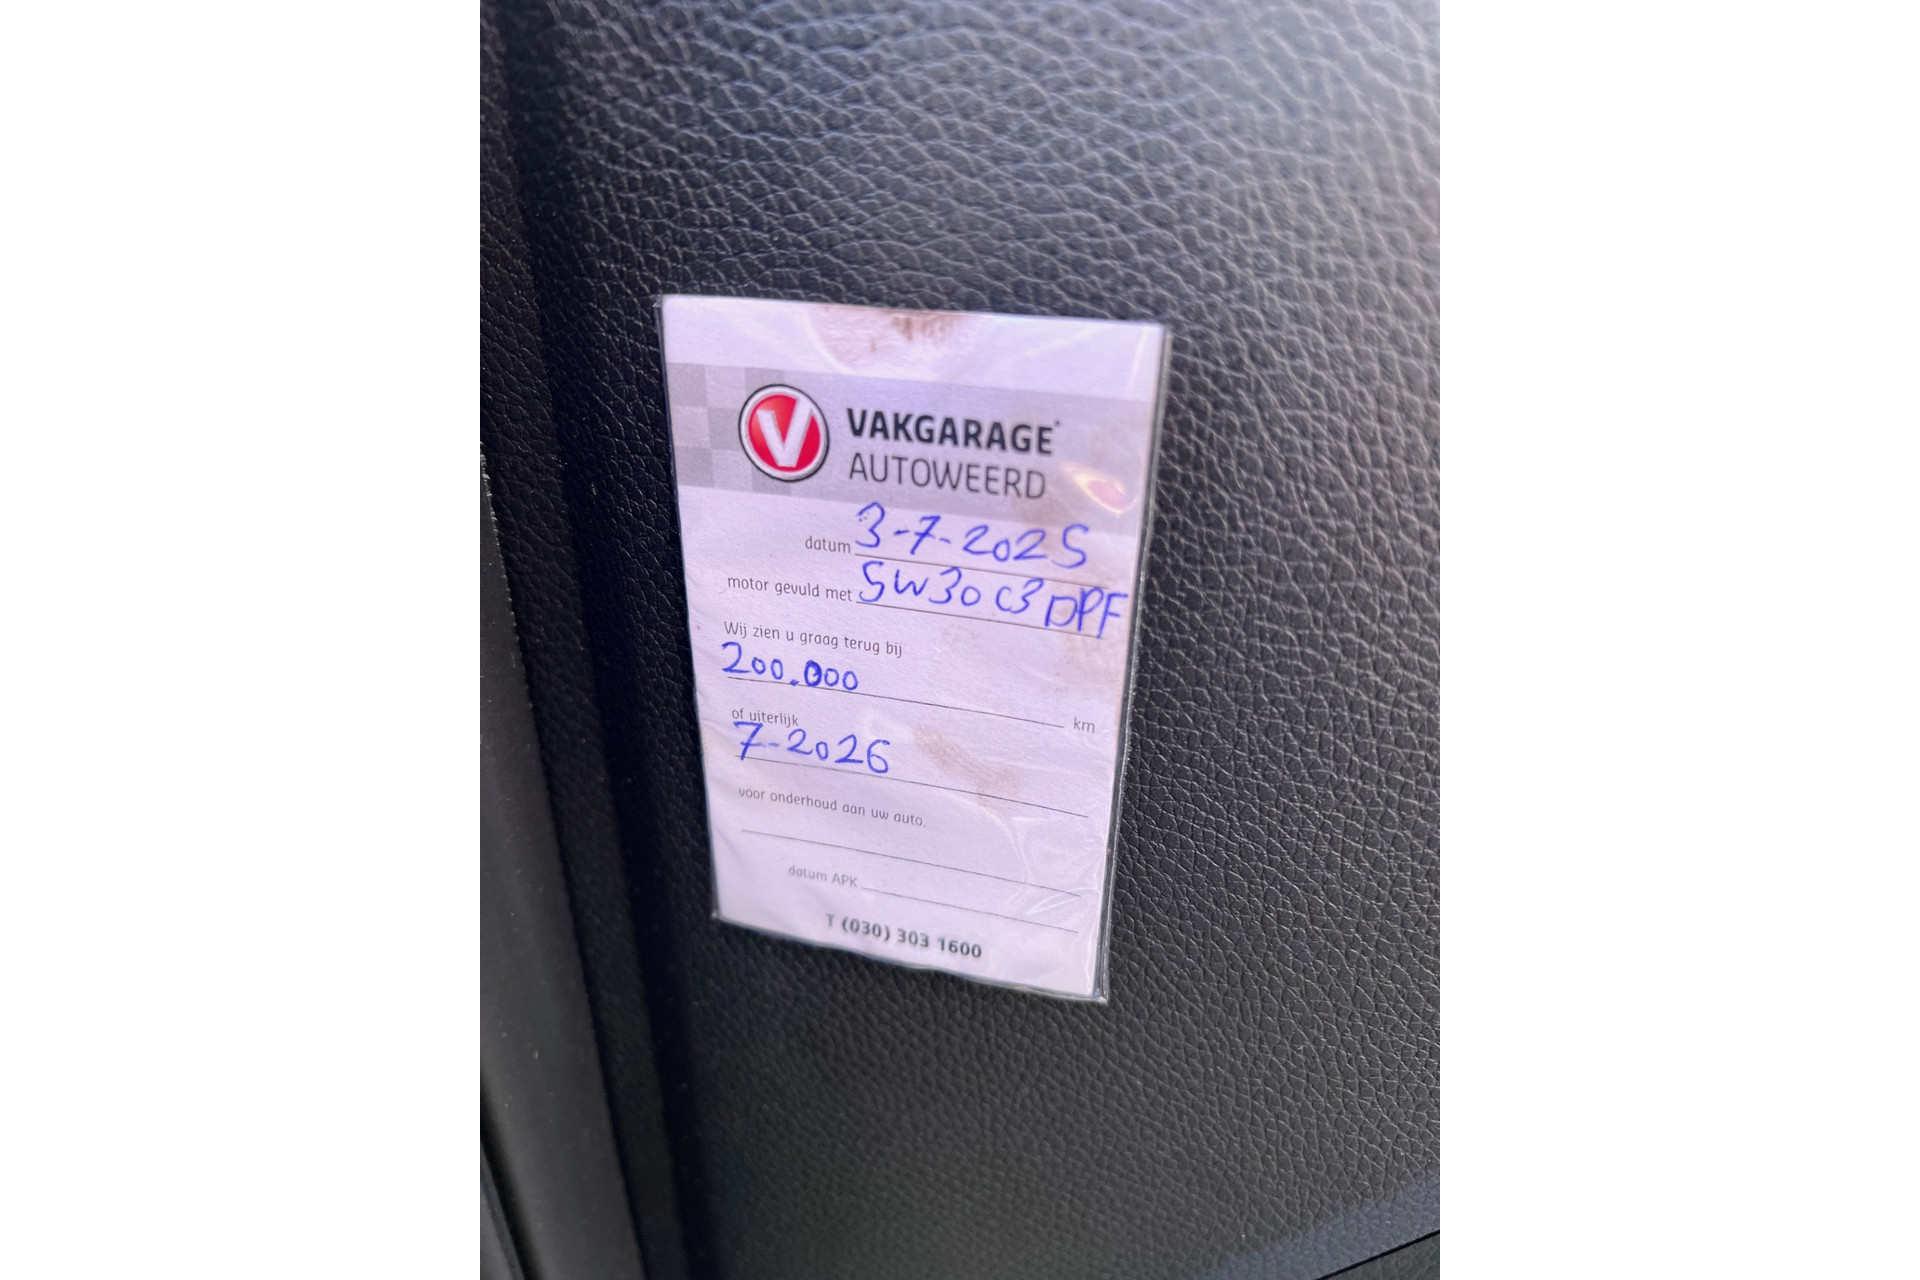 V
VAKGARAGE
AUTOWEERD
datum 3-7-2025
motor gevuld met 5W30 C3 DPF
Wij zien u graag terug bij
200.000 km
of uiterlijk
7-2026
voor onderhoud aan uw auto.
datum APK
T (030) 303 1600